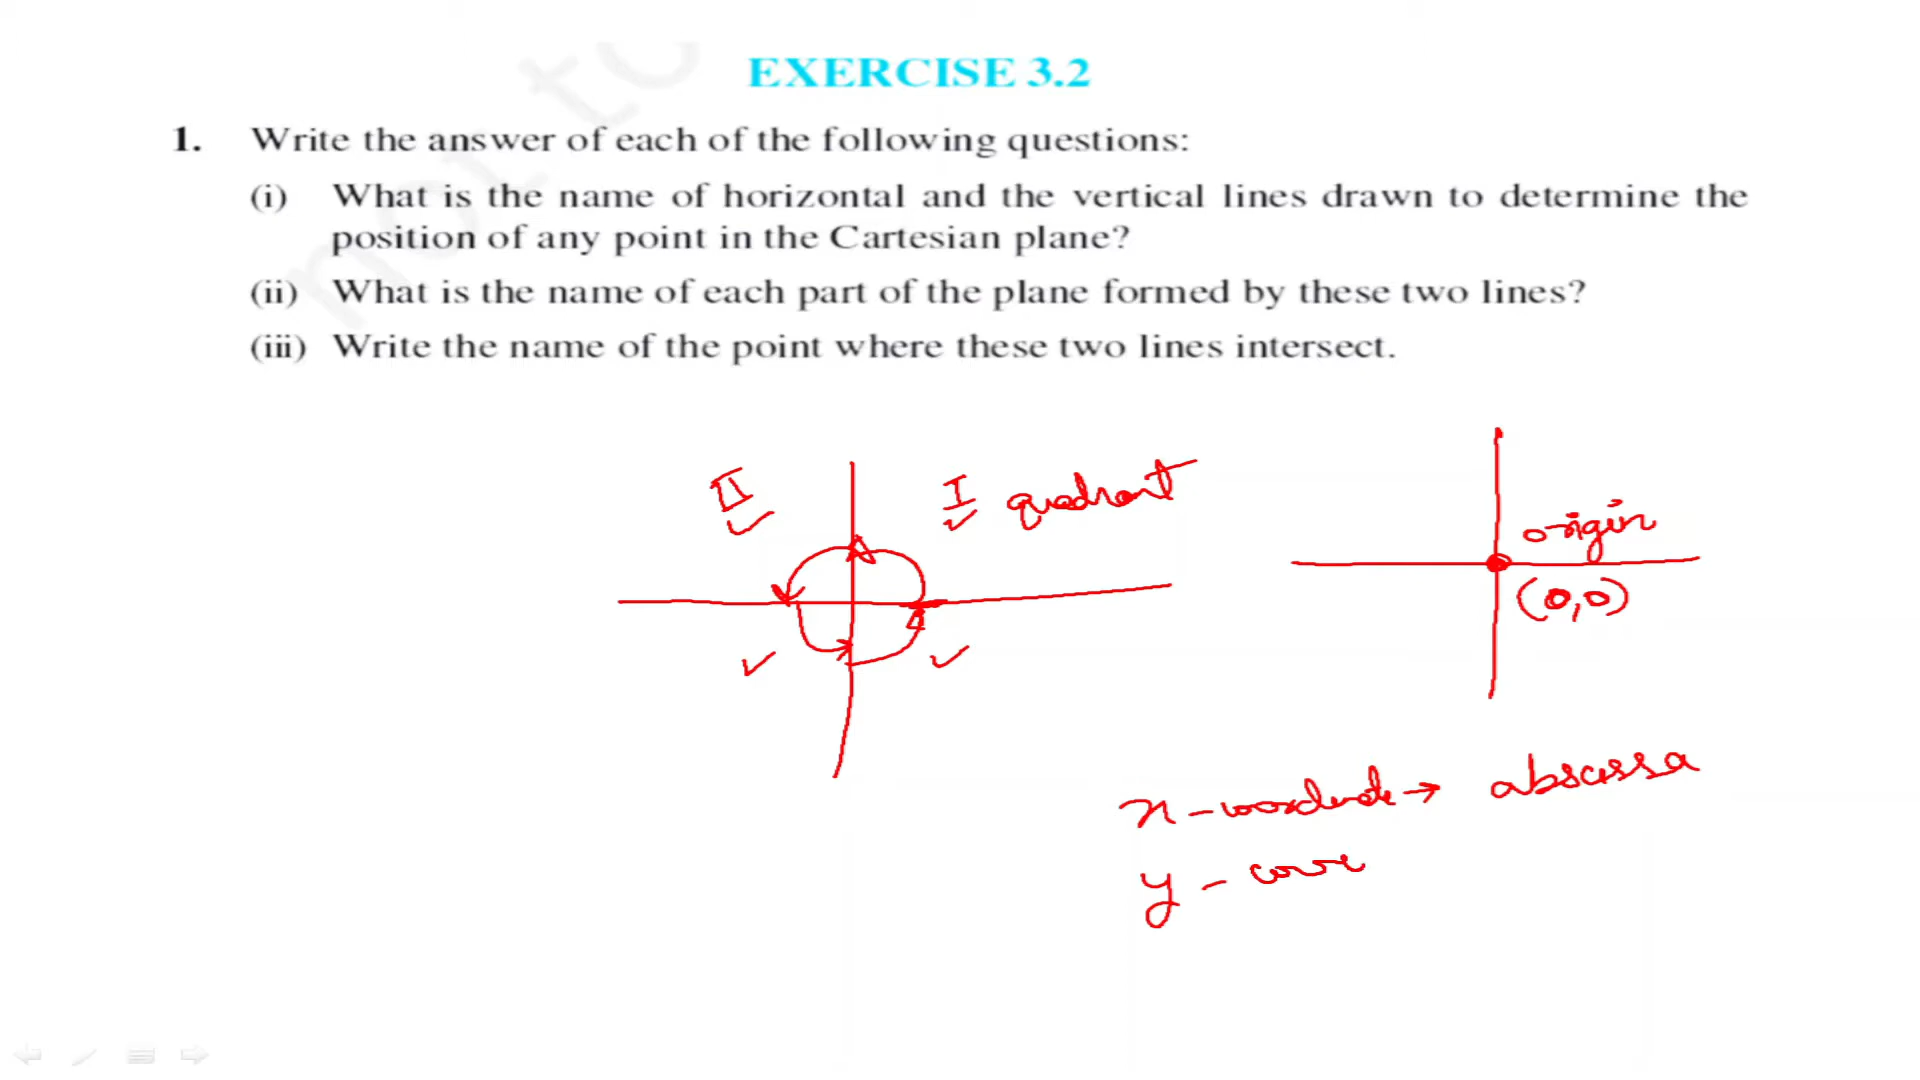 not to
EXERCISE 3.2
1. Write the answer of each of the following questions:
(i) What is the name of horizontal and the vertical lines drawn to determine the
position of any point in the Cartesian plane?
(ii) What is the name of each part of the plane formed by these two lines?
(iii) Write the name of the point where these two lines intersect.
II
I quadrant
origin
(0,0)
x - coordinate → abscissa
y -